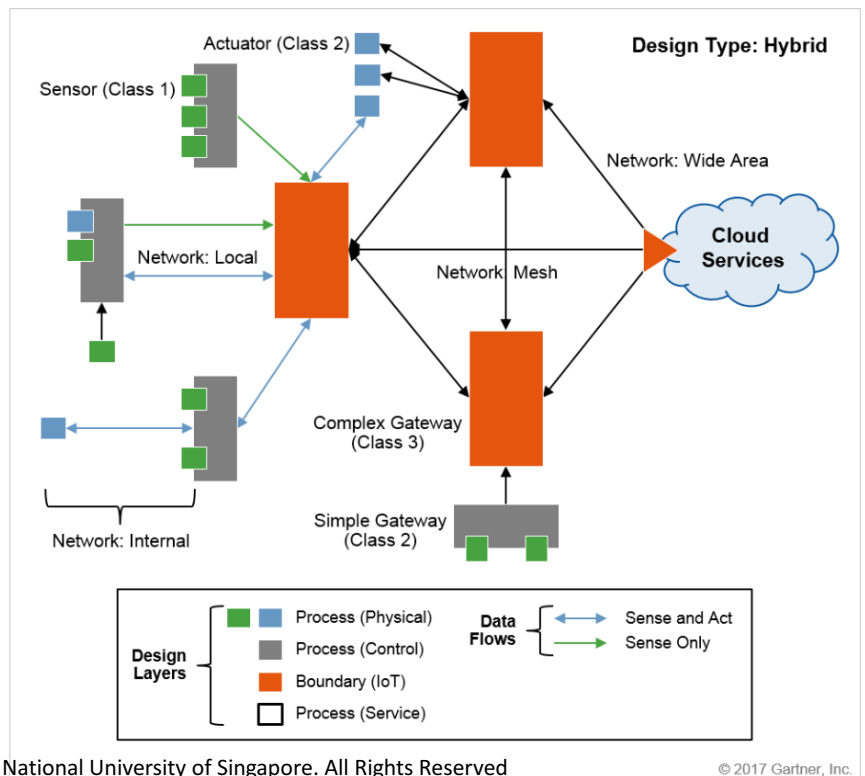 Actuator (Class 2)
Design Type: Hybrid
Sensor (Class 1)
Network: Wide Area
Cloud
Services
Network: Local
Network: Mesh
Complex Gateway
(Class 3)
Simple Gateway
(Class 2)
Network: Internal
Design
Layers
Process (Physical)
Process (Control)
Boundary (IoT)
Process (Service)
Data
Flows
Sense and Act
Sense Only
National University of Singapore. All Rights Reserved
© 2017 Gartner, Inc.